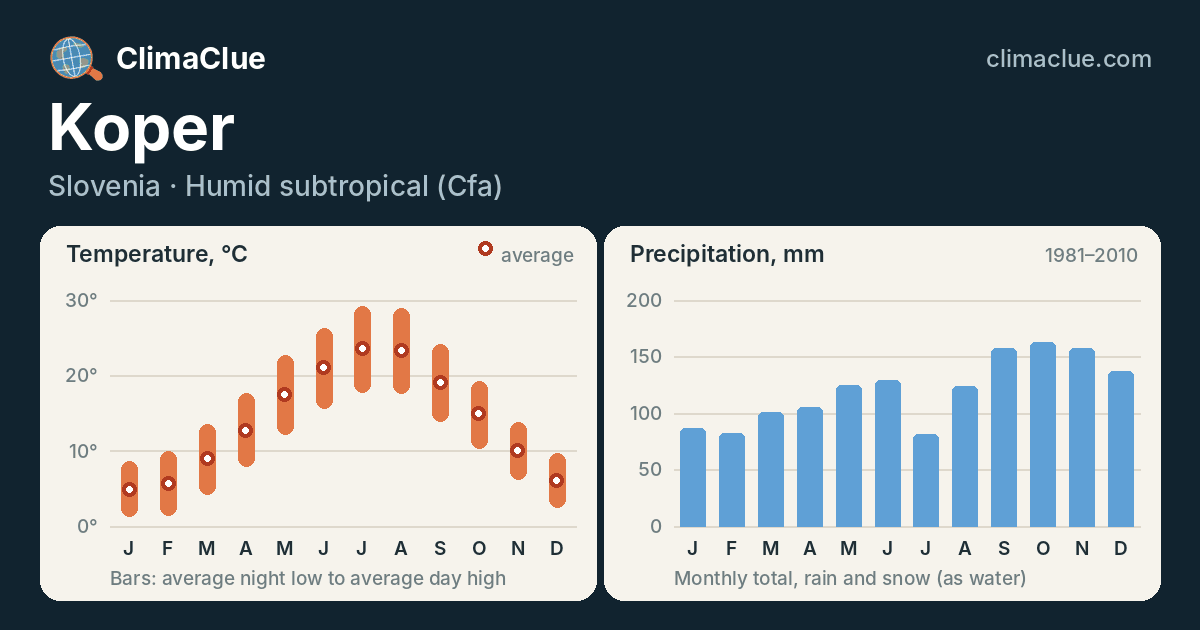 ClimaClue
climaclue.com
Koper
Slovenia · Humid subtropical (Cfa)
Temperature, °C
average
30°
20°
10°
0°
J F M A M J J A S O N D
Bars: average night low to average day high
Precipitation, mm
1981–2010
200
150
100
50
0
J F M A M J J A S O N D
Monthly total, rain and snow (as water)